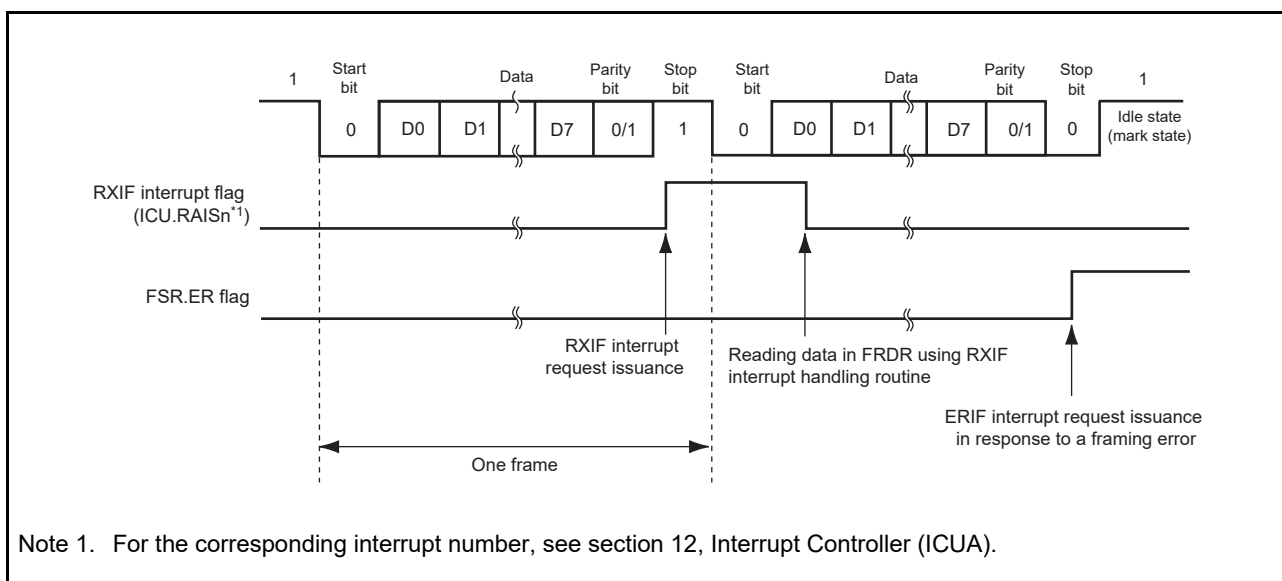 1 Start bit Data Parity bit Stop bit Start bit Data Parity bit Stop bit 1
0 D0 D1 D7 0/1 1 0 D0 D1 D7 0/1 0 Idle state (mark state)
RXIF interrupt flag
(ICU.RAISn*1)
FSR.ER flag
RXIF interrupt
request issuance
Reading data in FRDR using RXIF
interrupt handling routine
ERIF interrupt request issuance
in response to a framing error
One frame
Note 1. For the corresponding interrupt number, see section 12, Interrupt Controller (ICUA).